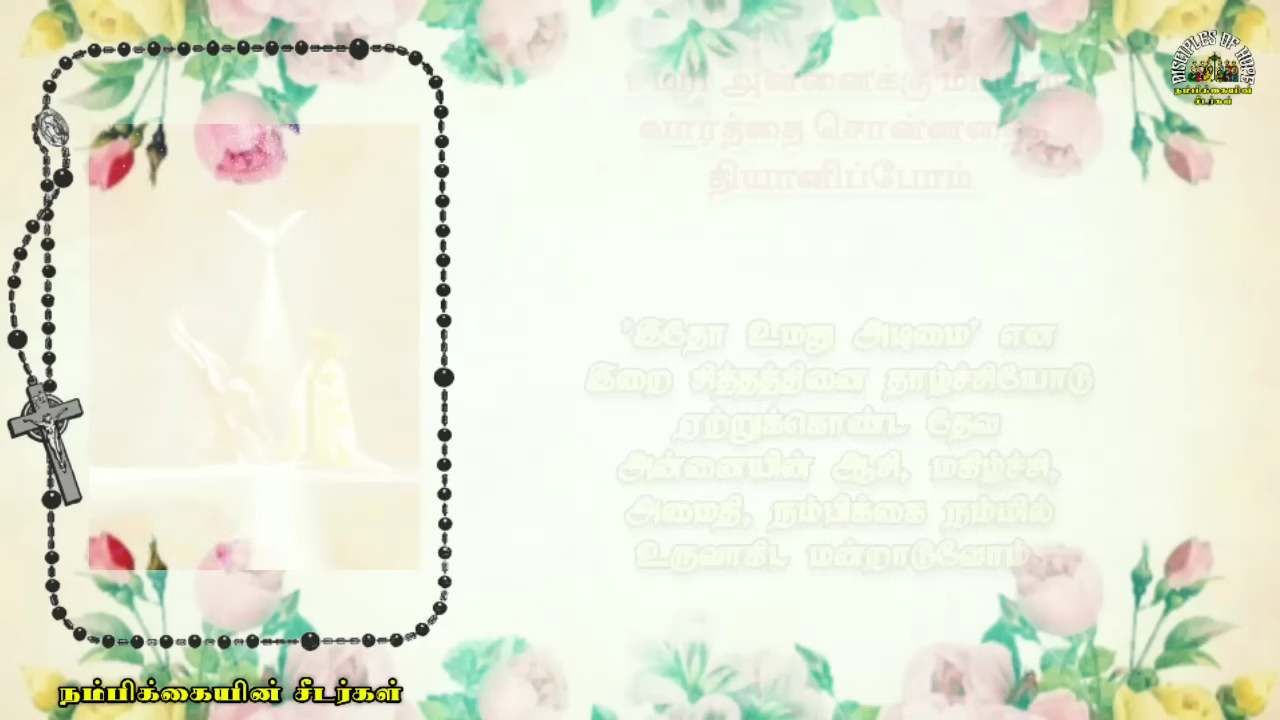 DISCIPLES OF HOPE
நம்பிக்கையின்
சீடர்கள்
வார்த்தை
தியானிப்போம்
'இதோ உமது அடிமை' என
இறை சித்தத்தினை தாழ்ச்சியோடு
ஏற்றுக்கொண்ட தேவ
அன்னையின் ஆசி, மகிழ்ச்சி,
அமைதி, நம்பிக்கை நம்மில்
உருவாகிட மன்றாடுவோம்
நம்பிக்கையின் சீடர்கள்